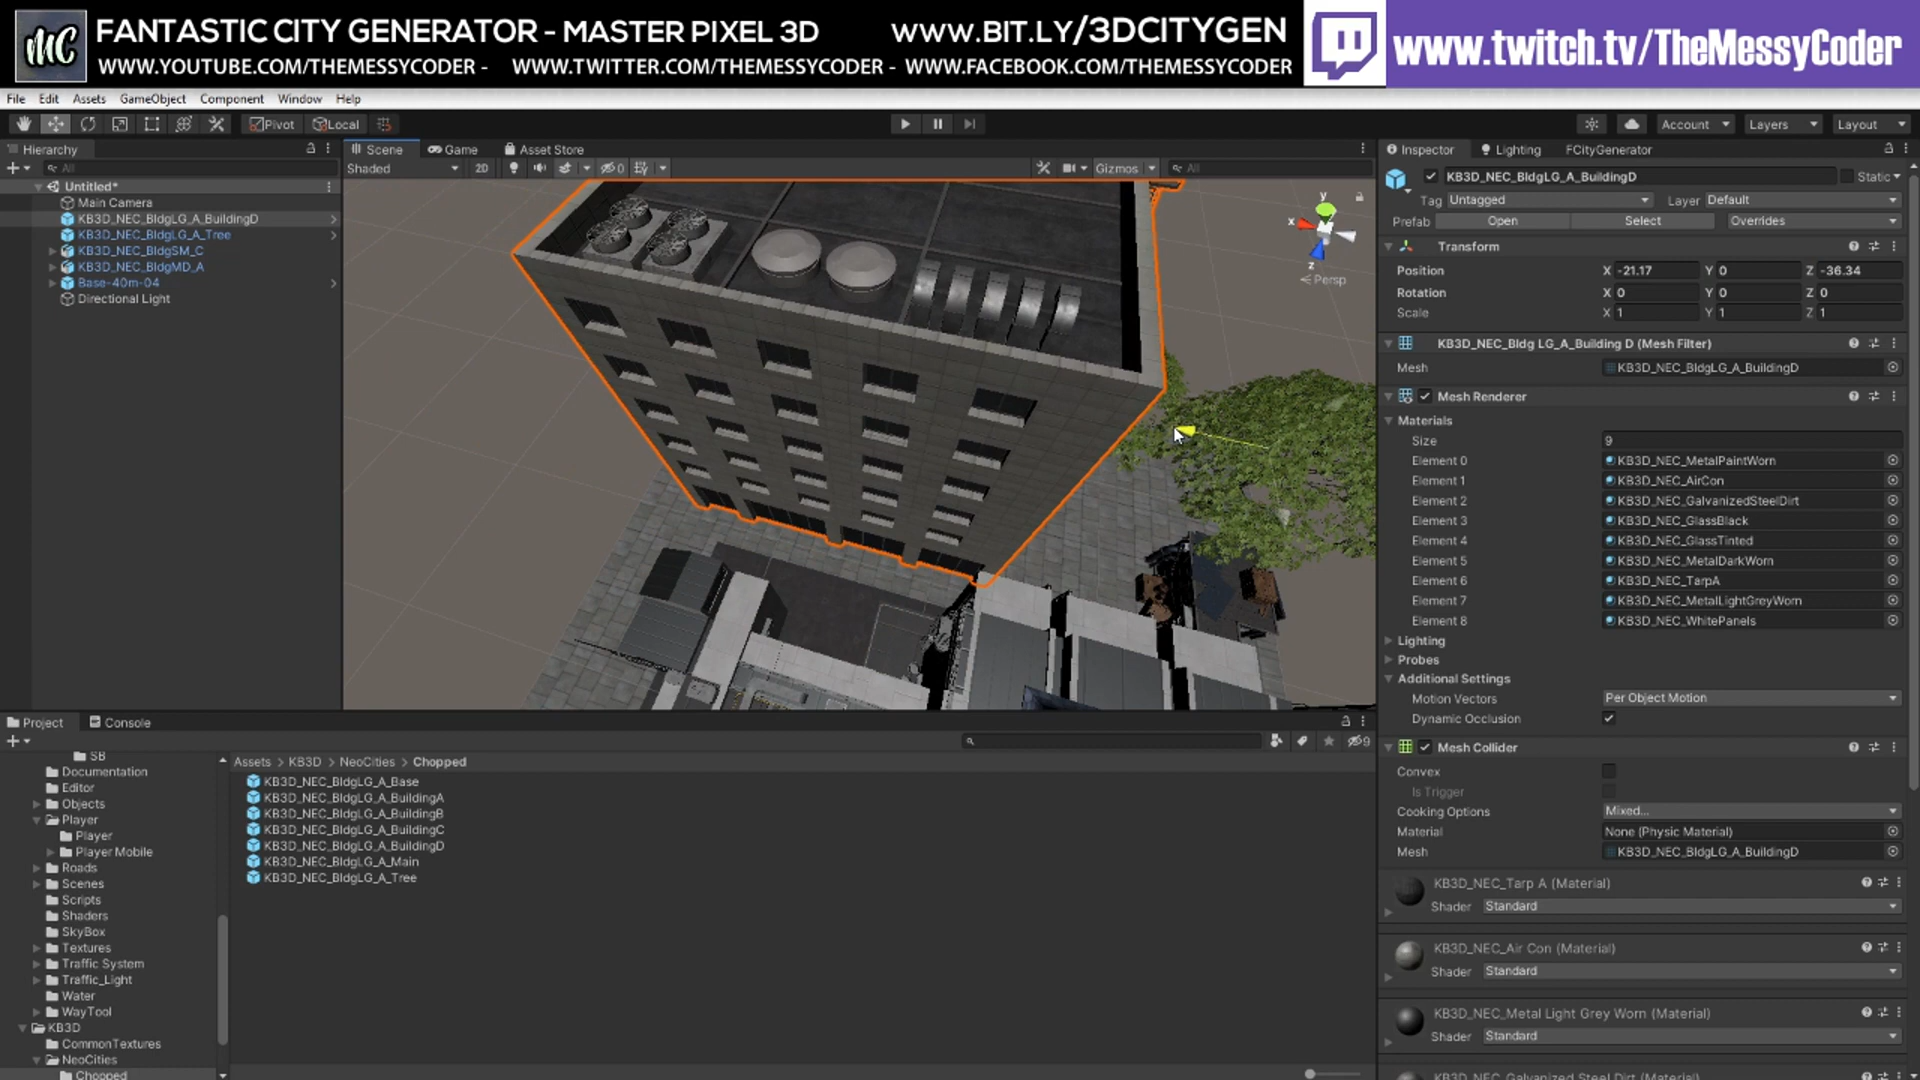 MC
FANTASTIC CITY GENERATOR - MASTER PIXEL 3D
WWW.BIT.LY/3DCITYGEN
WWW.YOUTUBE.COM/THEMESSYCODER - WWW.TWITTER.COM/THEMESSYCODER - WWW.FACEBOOK.COM/THEMESSYCODER
www.twitch.tv/TheMessyCoder
File Edit Assets GameObject Component Window Help
Pivot Local
Account Layers Layout
Hierarchy
All
Untitled*
Main Camera
KB3D_NEC_BldgLG_A_BuildingD
KB3D_NEC_BldgLG_A_Tree
KB3D_NEC_BldgSM_C
KB3D_NEC_BldgMD_A
Base-40m-04
Directional Light
Scene Game Asset Store
Shaded 2D 0 Gizmos All
y
x
z
Persp
Inspector Lighting FCityGenerator
KB3D_NEC_BldgLG_A_BuildingD Static
Tag Untagged Layer Default
Prefab Open Select Overrides
Transform
Position X -21.17 Y 0 Z -36.34
Rotation X 0 Y 0 Z 0
Scale X 1 Y 1 Z 1
KB3D_NEC_Bldg LG_A_Building D (Mesh Filter)
Mesh KB3D_NEC_BldgLG_A_BuildingD
Mesh Renderer
Materials
Size 9
Element 0 KB3D_NEC_MetalPaintWorn
Element 1 KB3D_NEC_AirCon
Element 2 KB3D_NEC_GalvanizedSteelDirt
Element 3 KB3D_NEC_GlassBlack
Element 4 KB3D_NEC_GlassTinted
Element 5 KB3D_NEC_MetalDarkWorn
Element 6 KB3D_NEC_TarpA
Element 7 KB3D_NEC_MetalLightGreyWorn
Element 8 KB3D_NEC_WhitePanels
Lighting
Probes
Additional Settings
Motion Vectors Per Object Motion
Dynamic Occlusion
Mesh Collider
Convex
Is Trigger
Cooking Options Mixed...
Material None (Physic Material)
Mesh KB3D_NEC_BldgLG_A_BuildingD
KB3D_NEC_Tarp A (Material)
Shader Standard
KB3D_NEC_Air Con (Material)
Shader Standard
KB3D_NEC_Metal Light Grey Worn (Material)
Shader Standard
KB3D_NEC_Galvanized Steel Dirt (Material)
Project Console
9
SB
Documentation
Editor
Objects
Player
Player
Player Mobile
Roads
Scenes
Scripts
Shaders
SkyBox
Textures
Traffic System
Traffic_Light
Water
WayTool
KB3D
CommonTextures
NeoCities
Chopped
Assets KB3D NeoCities Chopped
KB3D_NEC_BldgLG_A_Base
KB3D_NEC_BldgLG_A_BuildingA
KB3D_NEC_BldgLG_A_BuildingB
KB3D_NEC_BldgLG_A_BuildingC
KB3D_NEC_BldgLG_A_BuildingD
KB3D_NEC_BldgLG_A_Main
KB3D_NEC_BldgLG_A_Tree